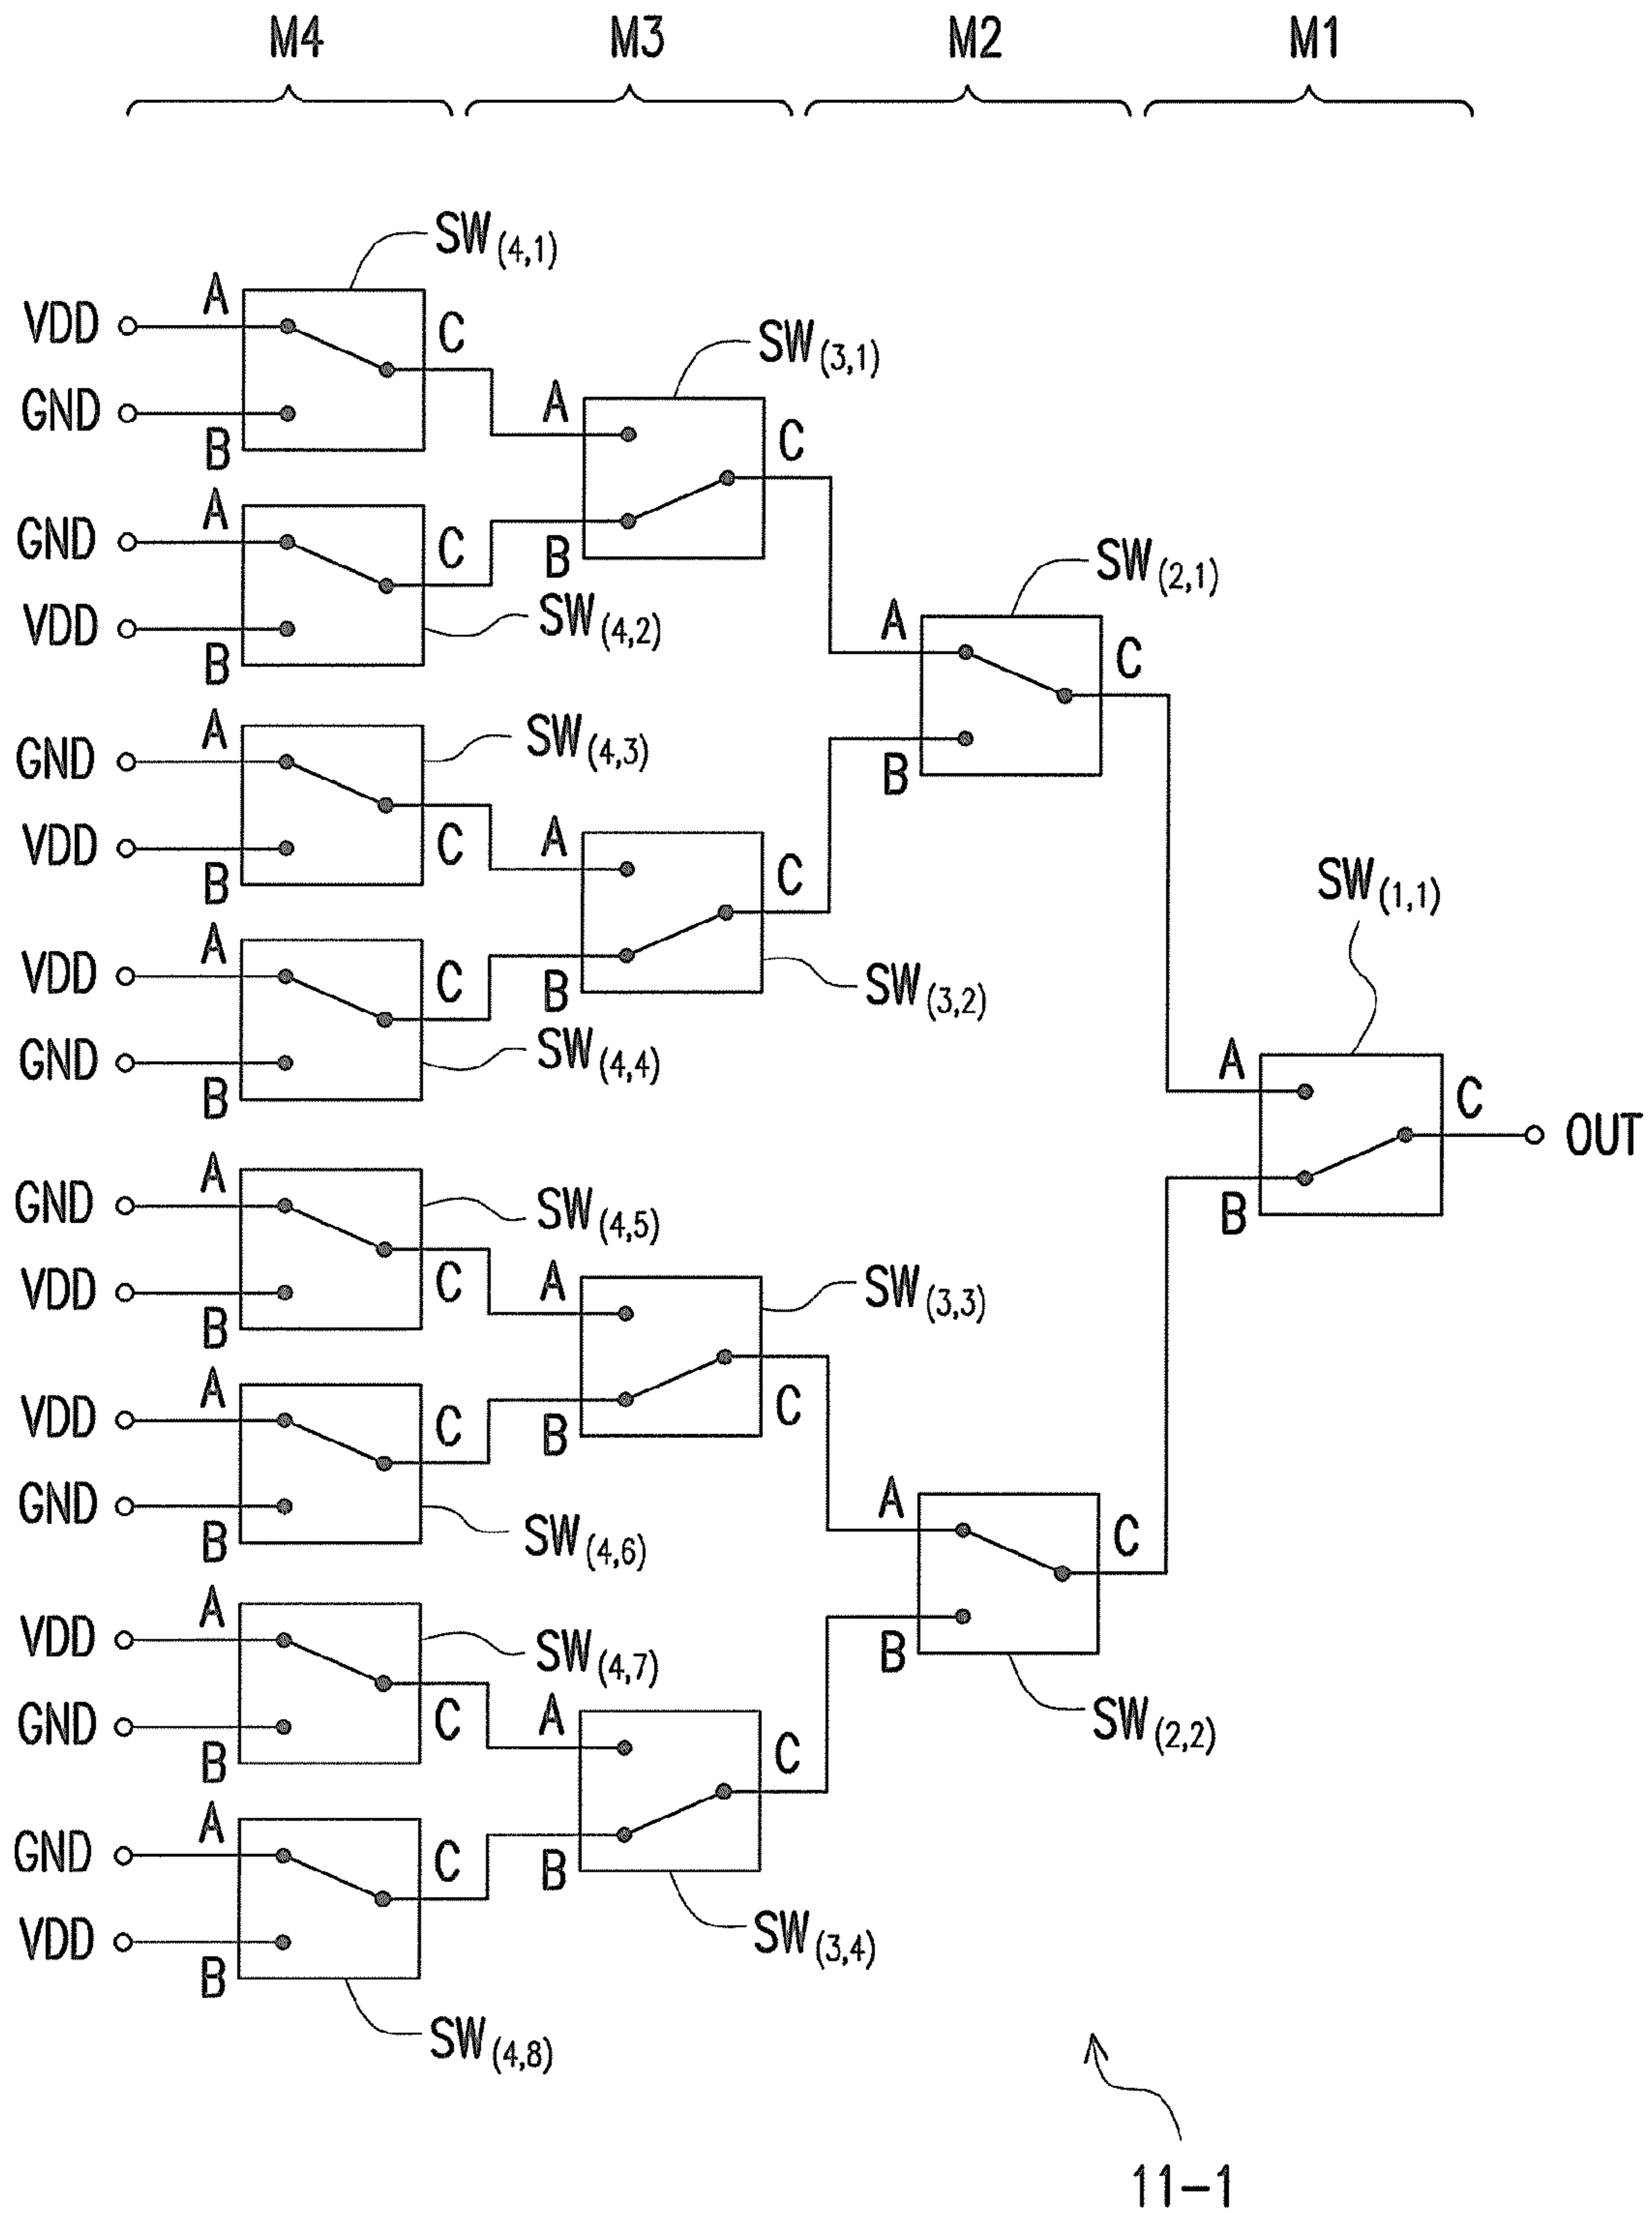 M4 M3 M2 M1
SW(4,1)
A
VDD
C
SW(3,1)
GND
A
B
C
A
GND
C
B
SW(2,1)
SW(4,2)
A
VDD
C
B
A
SW(4,3)
GND
B
A
VDD
C
C
SW(1,1)
B
A
VDD
C
B
SW(3,2)
GND
SW(4,4)
A
B
C
OUT
A
GND
SW(4,5)
B
VDD
C
A
SW(3,3)
B
A
VDD
C
B
C
GND
A
B
SW(4,6)
C
A
VDD
SW(4,7)
B
GND
C
A
SW(2,2)
B
C
A
GND
C
B
VDD
SW(3,4)
B
SW(4,8)
11-1